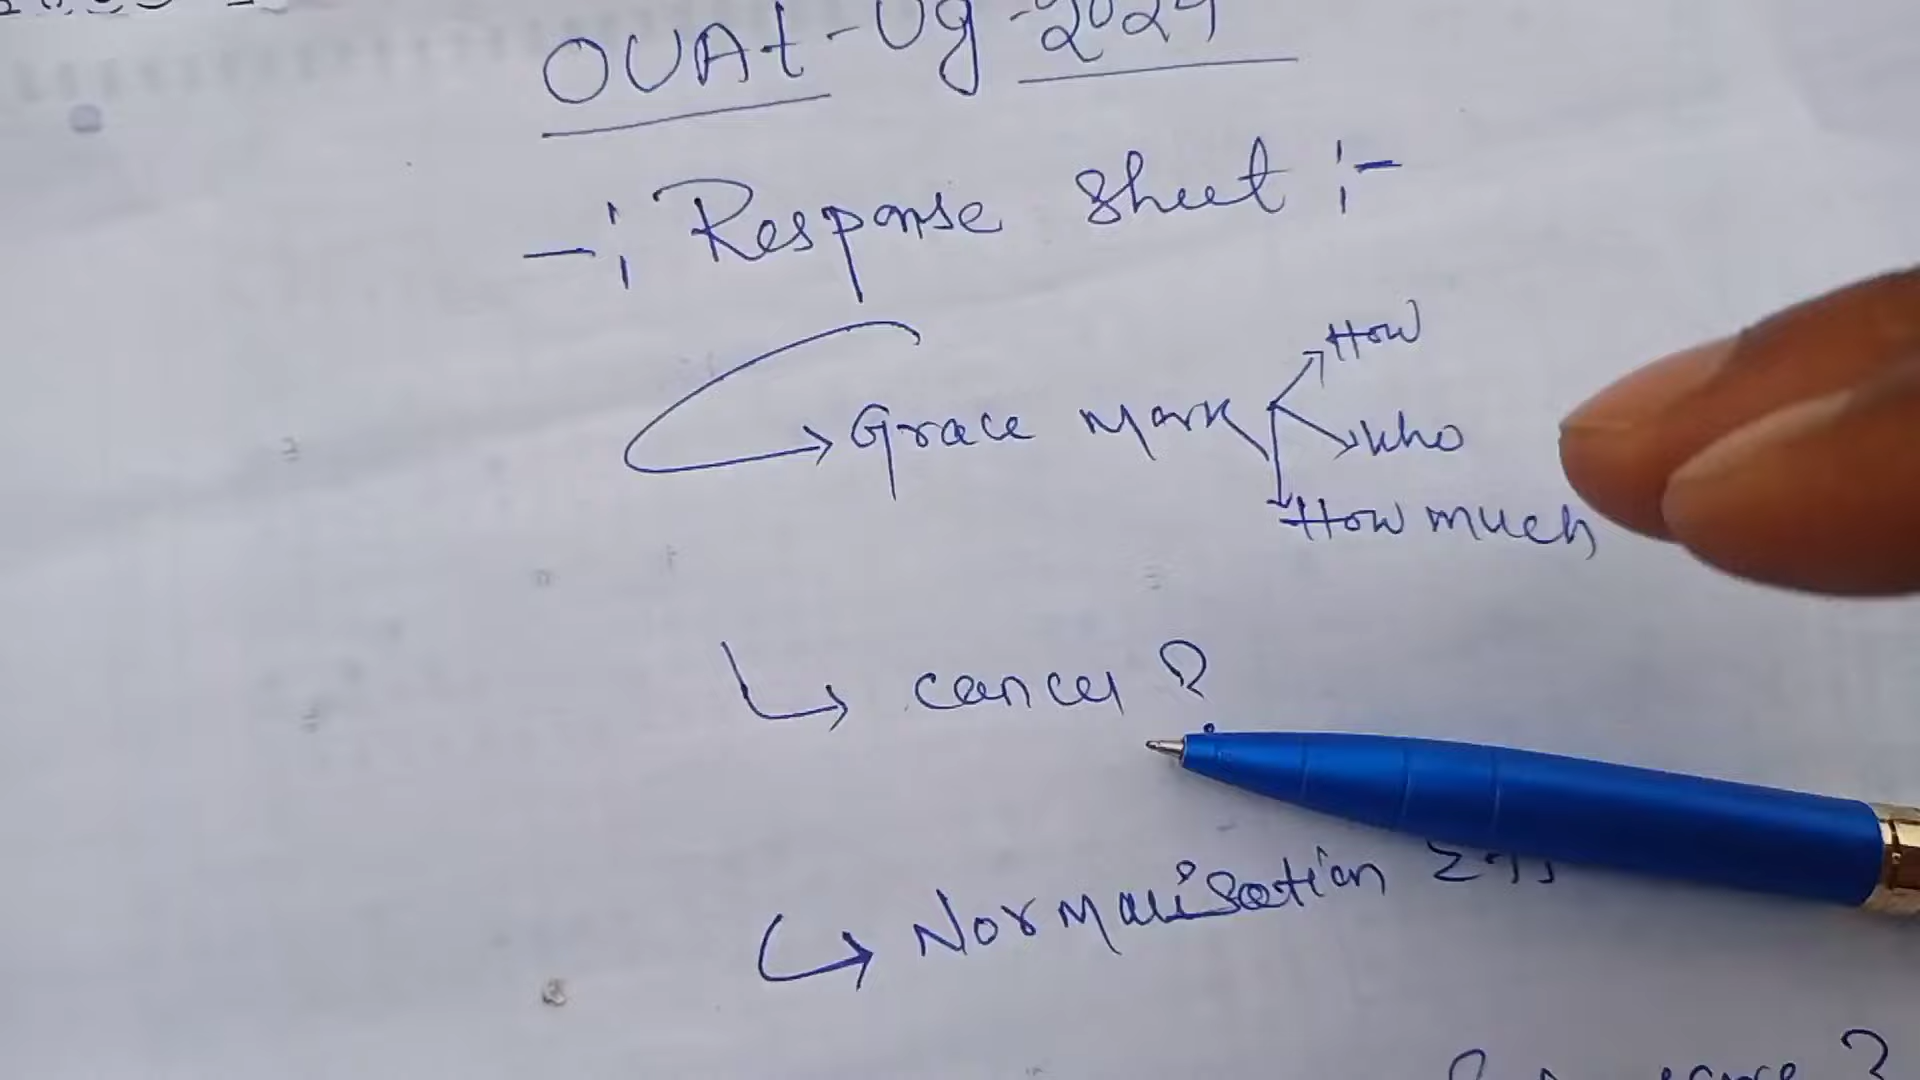 OUAt-Ug-2024
-: Response Sheet :-
→ Grace Mark
→ How
→ Who
→ How much
↳ cancel ?
↪ Normalisation